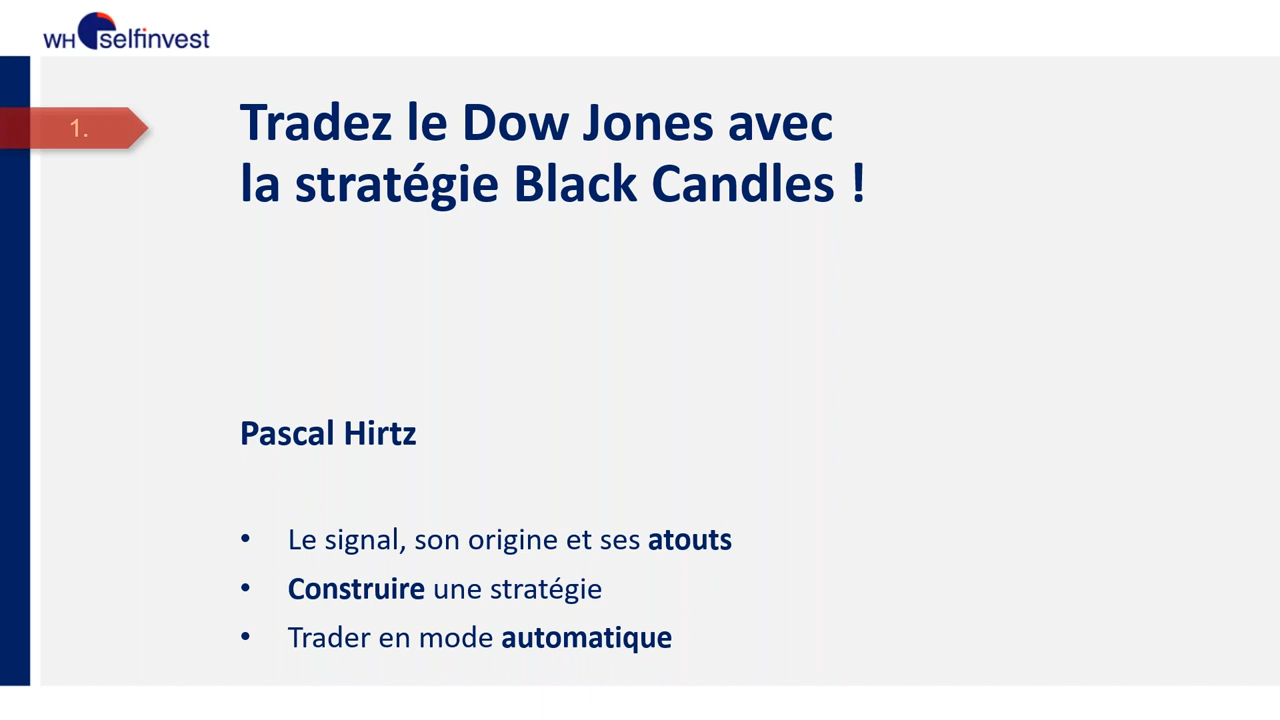 WH selfinvest
1.
Tradez le Dow Jones avec
la stratégie Black Candles !
Pascal Hirtz
• Le signal, son origine et ses atouts
• Construire une stratégie
• Trader en mode automatique